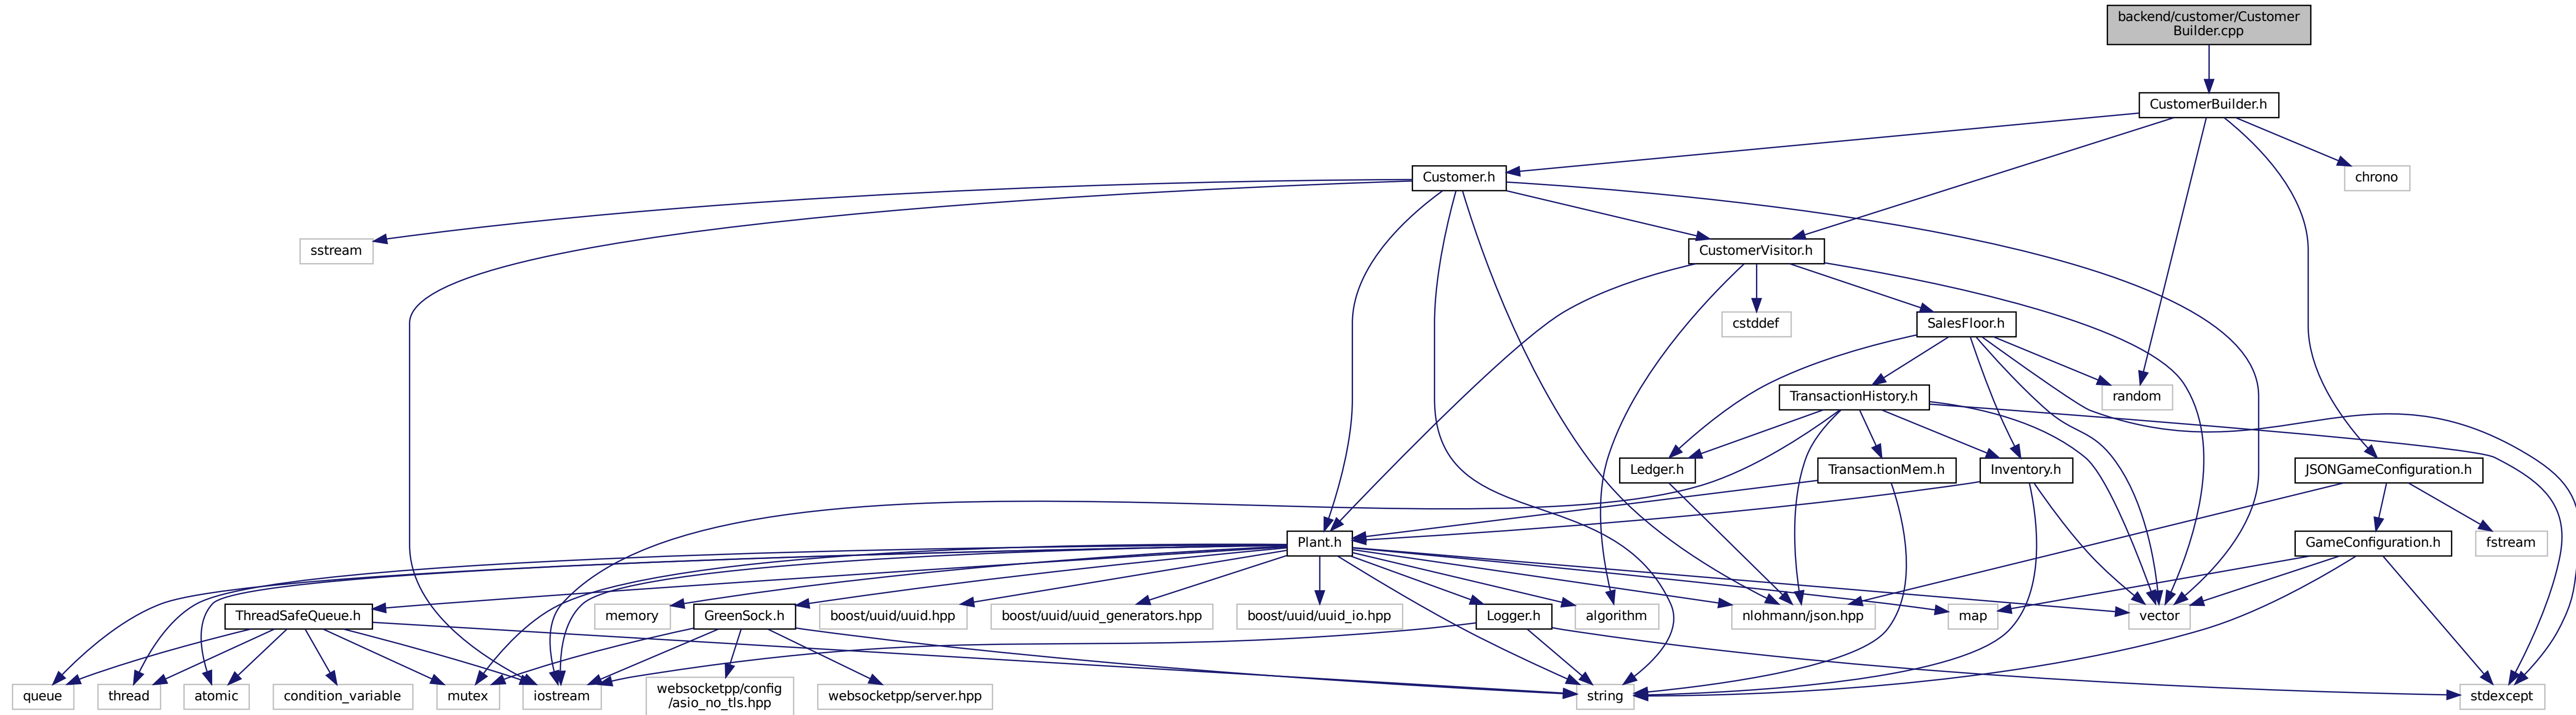 backend/customer/Customer
Builder.cpp
CustomerBuilder.h
Customer.h
chrono
sstream
CustomerVisitor.h
cstddef
SalesFloor.h
TransactionHistory.h
random
Ledger.h
TransactionMem.h
Inventory.h
JSONGameConfiguration.h
Plant.h
GameConfiguration.h
fstream
ThreadSafeQueue.h
memory
GreenSock.h
boost/uuid/uuid.hpp
boost/uuid/uuid_generators.hpp
boost/uuid/uuid_io.hpp
Logger.h
algorithm
nlohmann/json.hpp
map
vector
queue
thread
atomic
condition_variable
mutex
iostream
websocketpp/config
/asio_no_tls.hpp
websocketpp/server.hpp
string
stdexcept